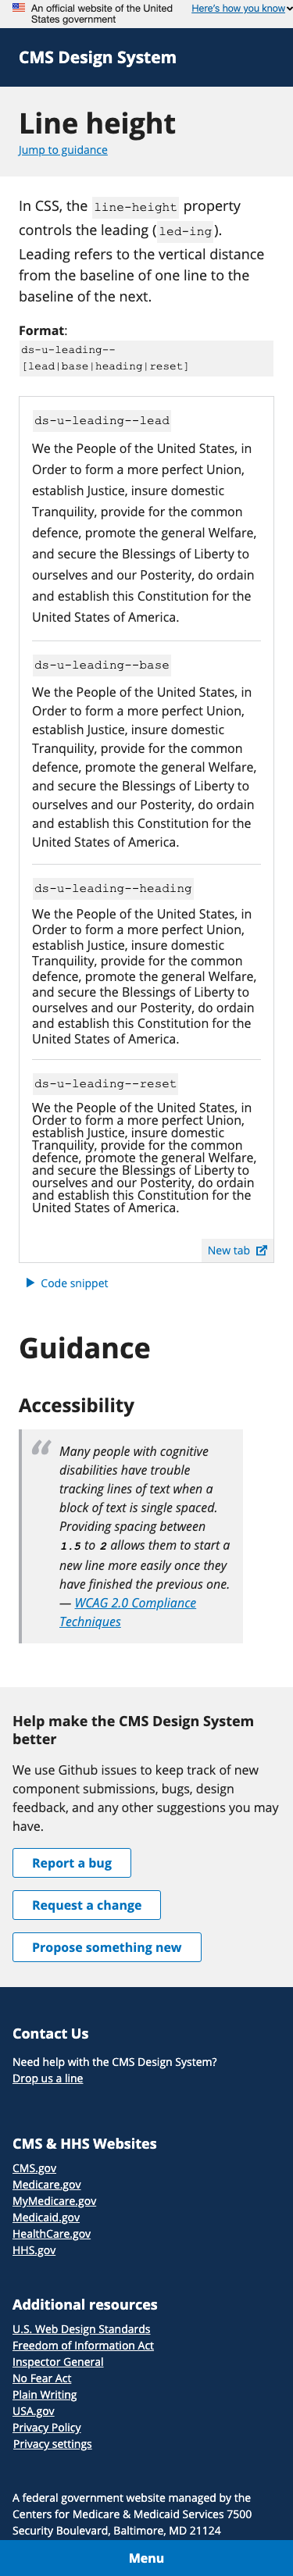 An official website of the United States government
Here's how you know
CMS Design System
Line height
Jump to guidance
In CSS, the line-height property
controls the leading (led-ing).
Leading refers to the vertical distance
from the baseline of one line to the
baseline of the next.
Format:
ds-u-leading--
[lead|base|heading|reset]
ds-u-leading--lead
We the People of the United States, in
Order to form a more perfect Union,
establish Justice, insure domestic
Tranquility, provide for the common
defence, promote the general Welfare,
and secure the Blessings of Liberty to
ourselves and our Posterity, do ordain
and establish this Constitution for the
United States of America.
ds-u-leading--base
We the People of the United States, in
Order to form a more perfect Union,
establish Justice, insure domestic
Tranquility, provide for the common
defence, promote the general Welfare,
and secure the Blessings of Liberty to
ourselves and our Posterity, do ordain
and establish this Constitution for the
United States of America.
ds-u-leading--heading
We the People of the United States, in
Order to form a more perfect Union,
establish Justice, insure domestic
Tranquility, provide for the common
defence, promote the general Welfare,
and secure the Blessings of Liberty to
ourselves and our Posterity, do ordain
and establish this Constitution for the
United States of America.
ds-u-leading--reset
We the People of the United States, in
Order to form a more perfect Union,
establish Justice, insure domestic
Tranquility, provide for the common
defence, promote the general Welfare,
and secure the Blessings of Liberty to
ourselves and our Posterity, do ordain
and establish this Constitution for the
United States of America.
New tab
Code snippet
Guidance
Accessibility
Many people with cognitive
disabilities have trouble
tracking lines of text when a
block of text is single spaced.
Providing spacing between
1.5 to 2 allows them to start a
new line more easily once they
have finished the previous one.
— WCAG 2.0 Compliance
Techniques
Help make the CMS Design System
better
We use Github issues to keep track of new
component submissions, bugs, design
feedback, and any other suggestions you may
have.
Report a bug
Request a change
Propose something new
Contact Us
Need help with the CMS Design System?
Drop us a line
CMS & HHS Websites
CMS.gov
Medicare.gov
MyMedicare.gov
Medicaid.gov
HealthCare.gov
HHS.gov
Additional resources
U.S. Web Design Standards
Freedom of Information Act
Inspector General
No Fear Act
Plain Writing
USA.gov
Privacy Policy
Privacy settings
A federal government website managed by the
Centers for Medicare & Medicaid Services 7500
Security Boulevard, Baltimore, MD 21124
Menu